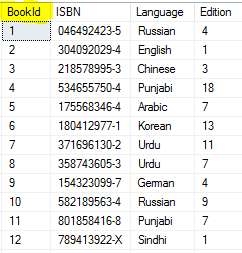 BookId ISBN Language Edition
1 046492423-5 Russian 4
2 304092029-4 English 1
3 218578995-3 Chinese 3
4 534655750-4 Punjabi 18
5 175568346-4 Arabic 7
6 180412977-1 Korean 13
7 371696130-2 Urdu 11
8 358743605-3 Urdu 7
9 154323099-7 German 4
10 582189563-4 Russian 9
11 801858416-8 Punjabi 7
12 789413922-X Sindhi 1